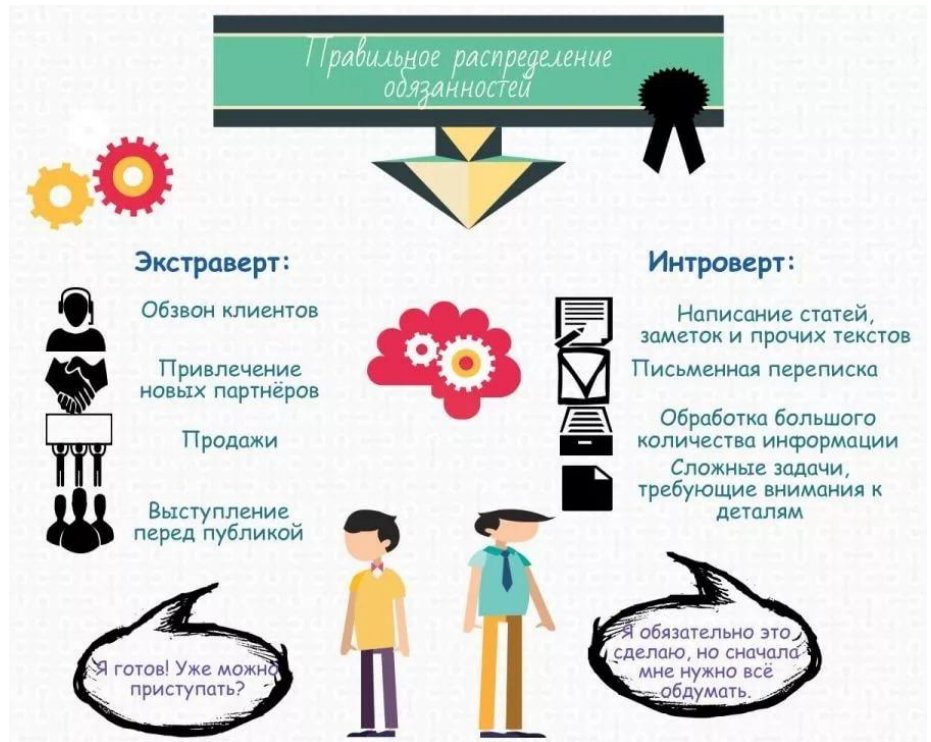 Правильное распределение
обязанностей
Экстраверт:
Обзвон клиентов
Привлечение
новых партнёров
Продажи
Выступление
перед публикой
Интроверт:
Написание статей,
заметок и прочих текстов
Письменная переписка
Обработка большого
количества информации
Сложные задачи,
требующие внимания к
деталям
Я готов! Уже можно
приступать?
Я обязательно это
сделаю, но сначала
мне нужно всё
обдумать.